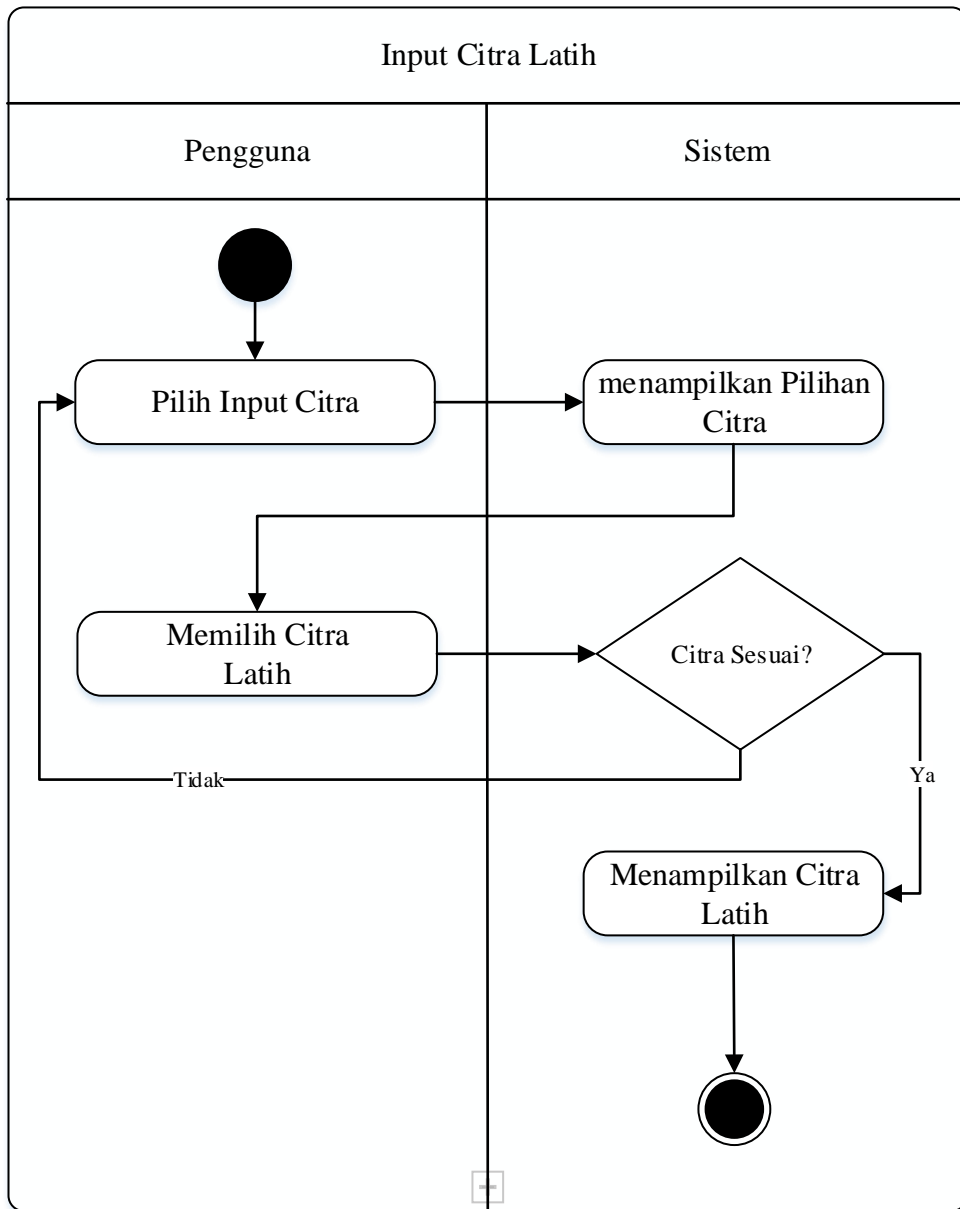 Input Citra Latih
Pengguna
Sistem
Pilih Input Citra
menampilkan Pilihan
Citra
Memilih Citra
Latih
Citra Sesuai?
Tidak
Ya
Menampilkan Citra
Latih